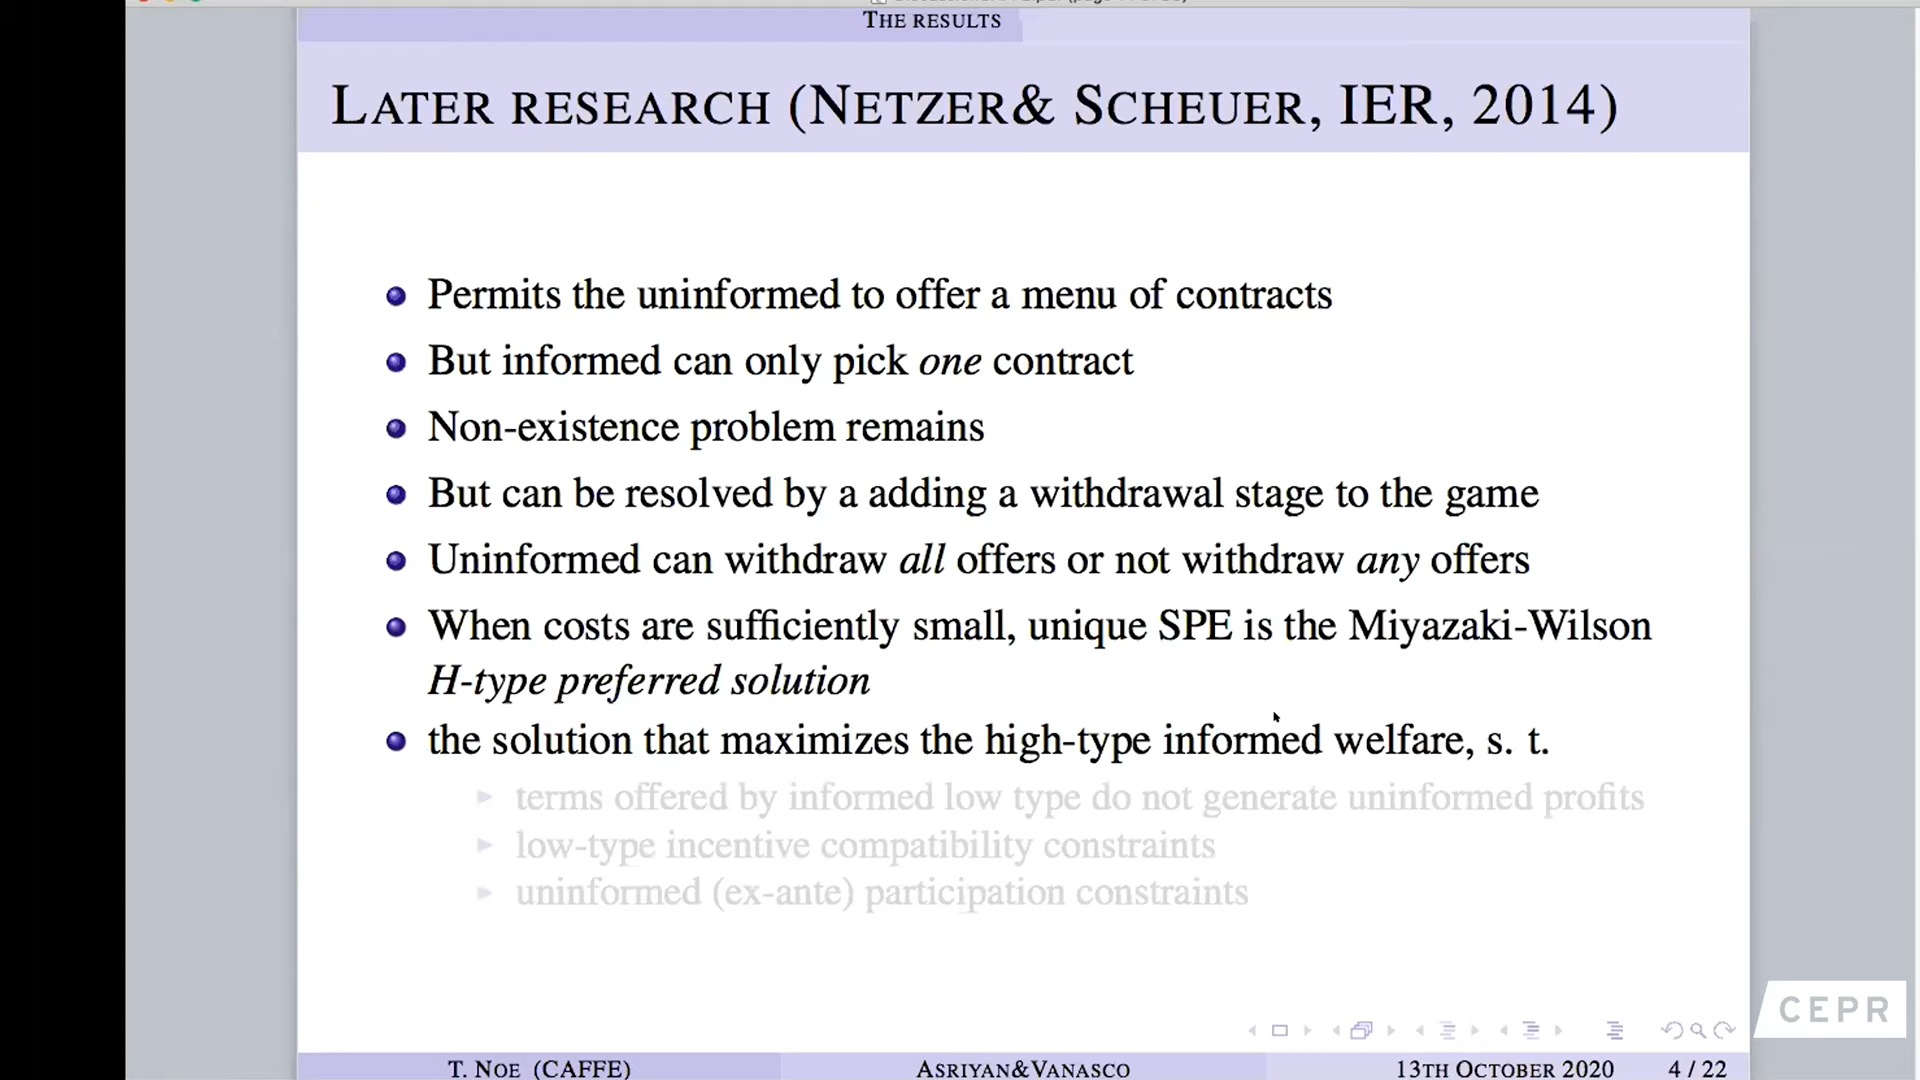 THE RESULTS
LATER RESEARCH (NETZER& SCHEUER, IER, 2014)
Permits the uninformed to offer a menu of contracts
But informed can only pick one contract
Non-existence problem remains
But can be resolved by a adding a withdrawal stage to the game
Uninformed can withdraw all offers or not withdraw any offers
When costs are sufficiently small, unique SPE is the Miyazaki-Wilson
H-type preferred solution
the solution that maximizes the high-type informed welfare, s. t.
terms offered by informed low type do not generate uninformed profits
low-type incentive compatibility constraints
uninformed (ex-ante) participation constraints
CEPR
T. NOE (CAFFE) ASRIYAN&VANASCO 13TH OCTOBER 2020 4 / 22